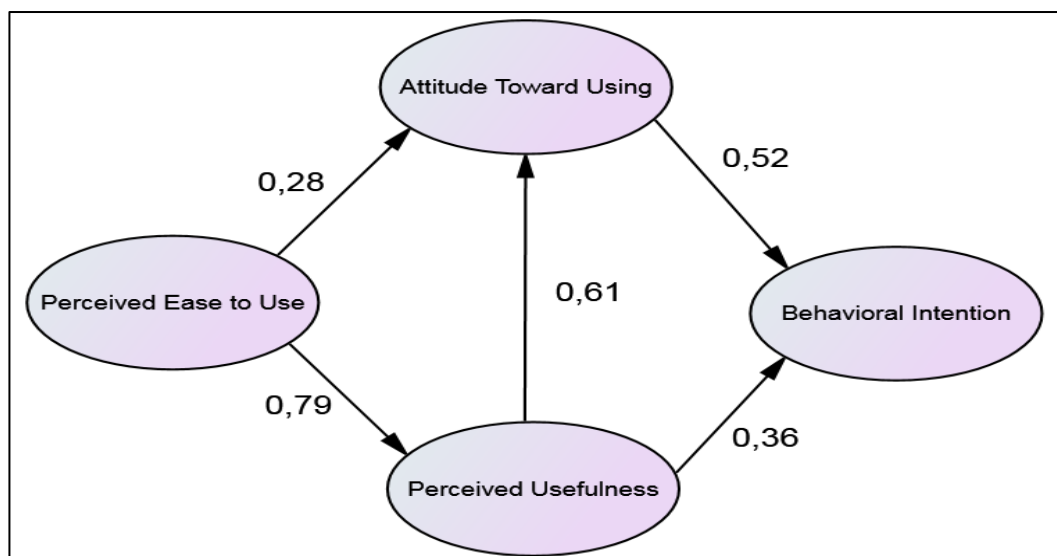 Attitude Toward Using
0,28
0,52
Perceived Ease to Use
0,61
Behavioral Intention
0,79
0,36
Perceived Usefulness